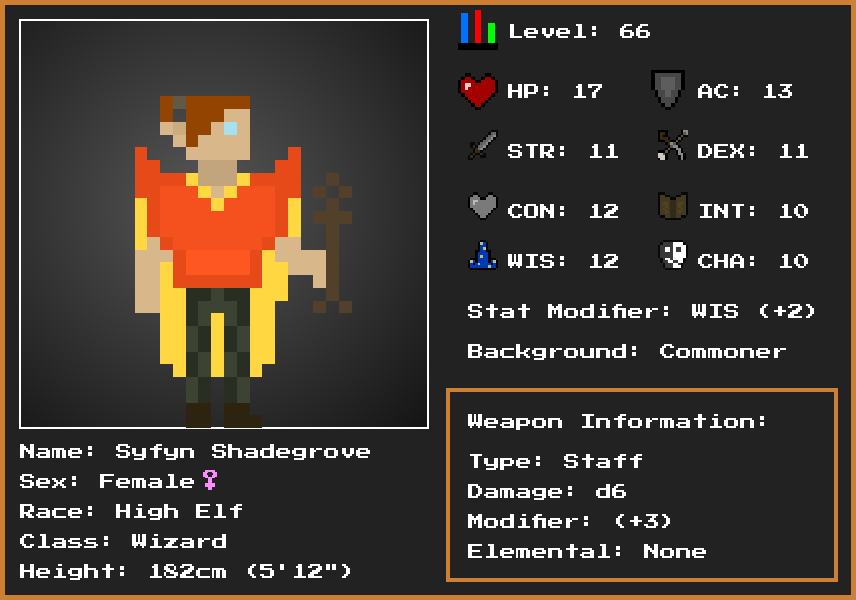 Level: 66
HP: 17 AC: 13
STR: 11 DEX: 11
CON: 12 INT: 10
WIS: 12 CHA: 10
Stat Modifier: WIS (+2)
Background: Commoner
Weapon Information:
Type: Staff
Damage: d6
Modifier: (+3)
Elemental: None
Name: Syfyn Shadegrove
Sex: Female♀
Race: High Elf
Class: Wizard
Height: 182cm (5'12")